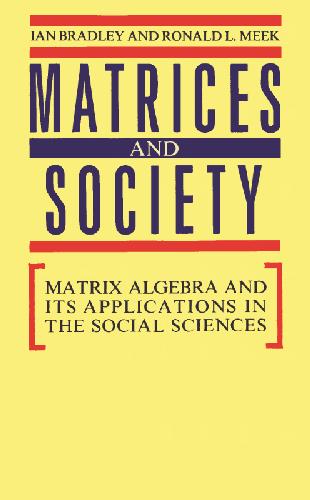 IAN BRADLEY AND RONALD L. MEEK
MATRICES
AND
SOCIETY
MATRIX ALGEBRA AND
ITS APPLICATIONS IN
THE SOCIAL SCIENCES